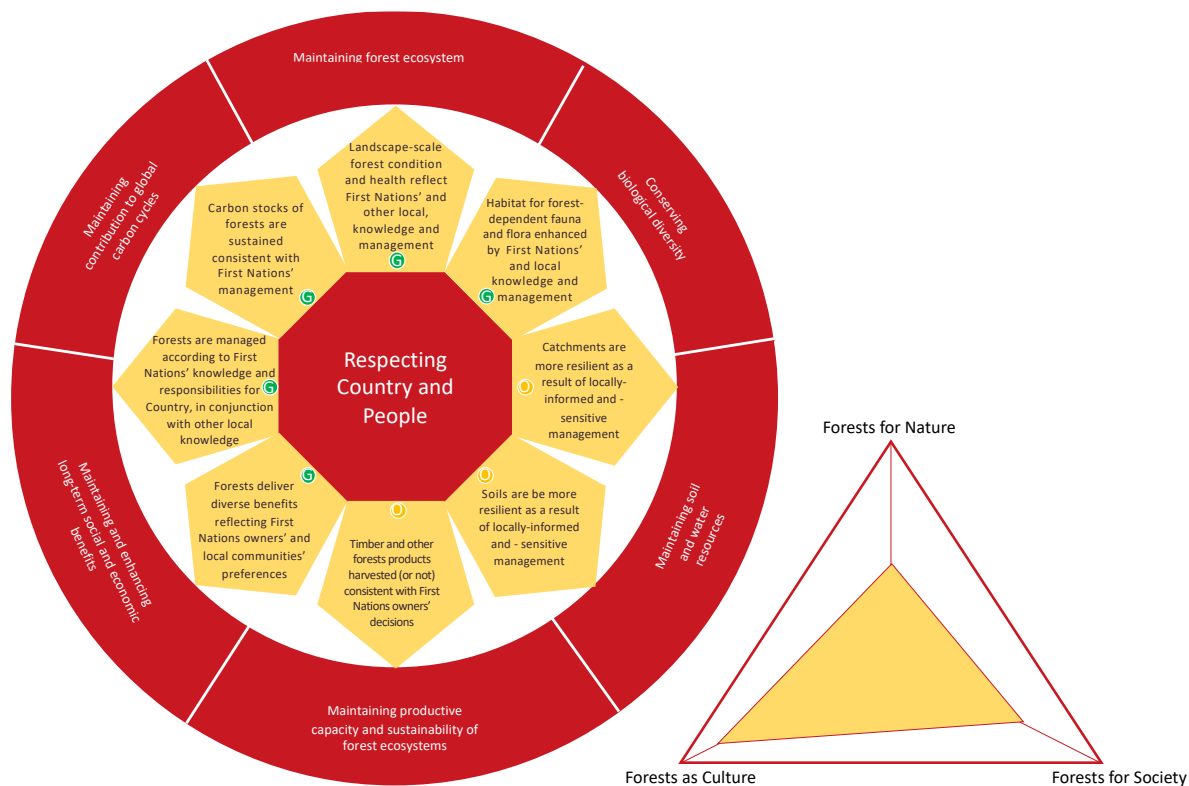 Maintaining forest ecosystem
Conserving
biological diversity
Maintaining soil
and water
resources
Maintaining productive
capacity and sustainability of
forest ecosystems
Maintaining and enhancing
long-term social and economic
benefits
Maintaining
contribution to global
carbon cycles
Landscape-scale
forest condition
and health reflect
First Nations’ and
other local,
knowledge and
management
G
Habitat for forest-
dependent fauna
and flora enhanced
by First Nations’
and local
knowledge and
management
G
Catchments are
more resilient as a
result of locally-
informed and -
sensitive
management
O
Soils are be more
resilient as a result
of locally-informed
and - sensitive
management
O
Timber and other
forests products
harvested (or not)
consistent with First
Nations owners’
decisions
O
Forests deliver
diverse benefits
reflecting First
Nations owners’ and
local communities’
preferences
G
Forests are managed
according to First
Nations’ knowledge and
responsibilities for
Country, in conjunction
with other local
knowledge
G
Carbon stocks of
forests are
sustained
consistent with
First Nations’
management
G
Respecting
Country and
People
Forests for Nature
Forests as Culture
Forests for Society